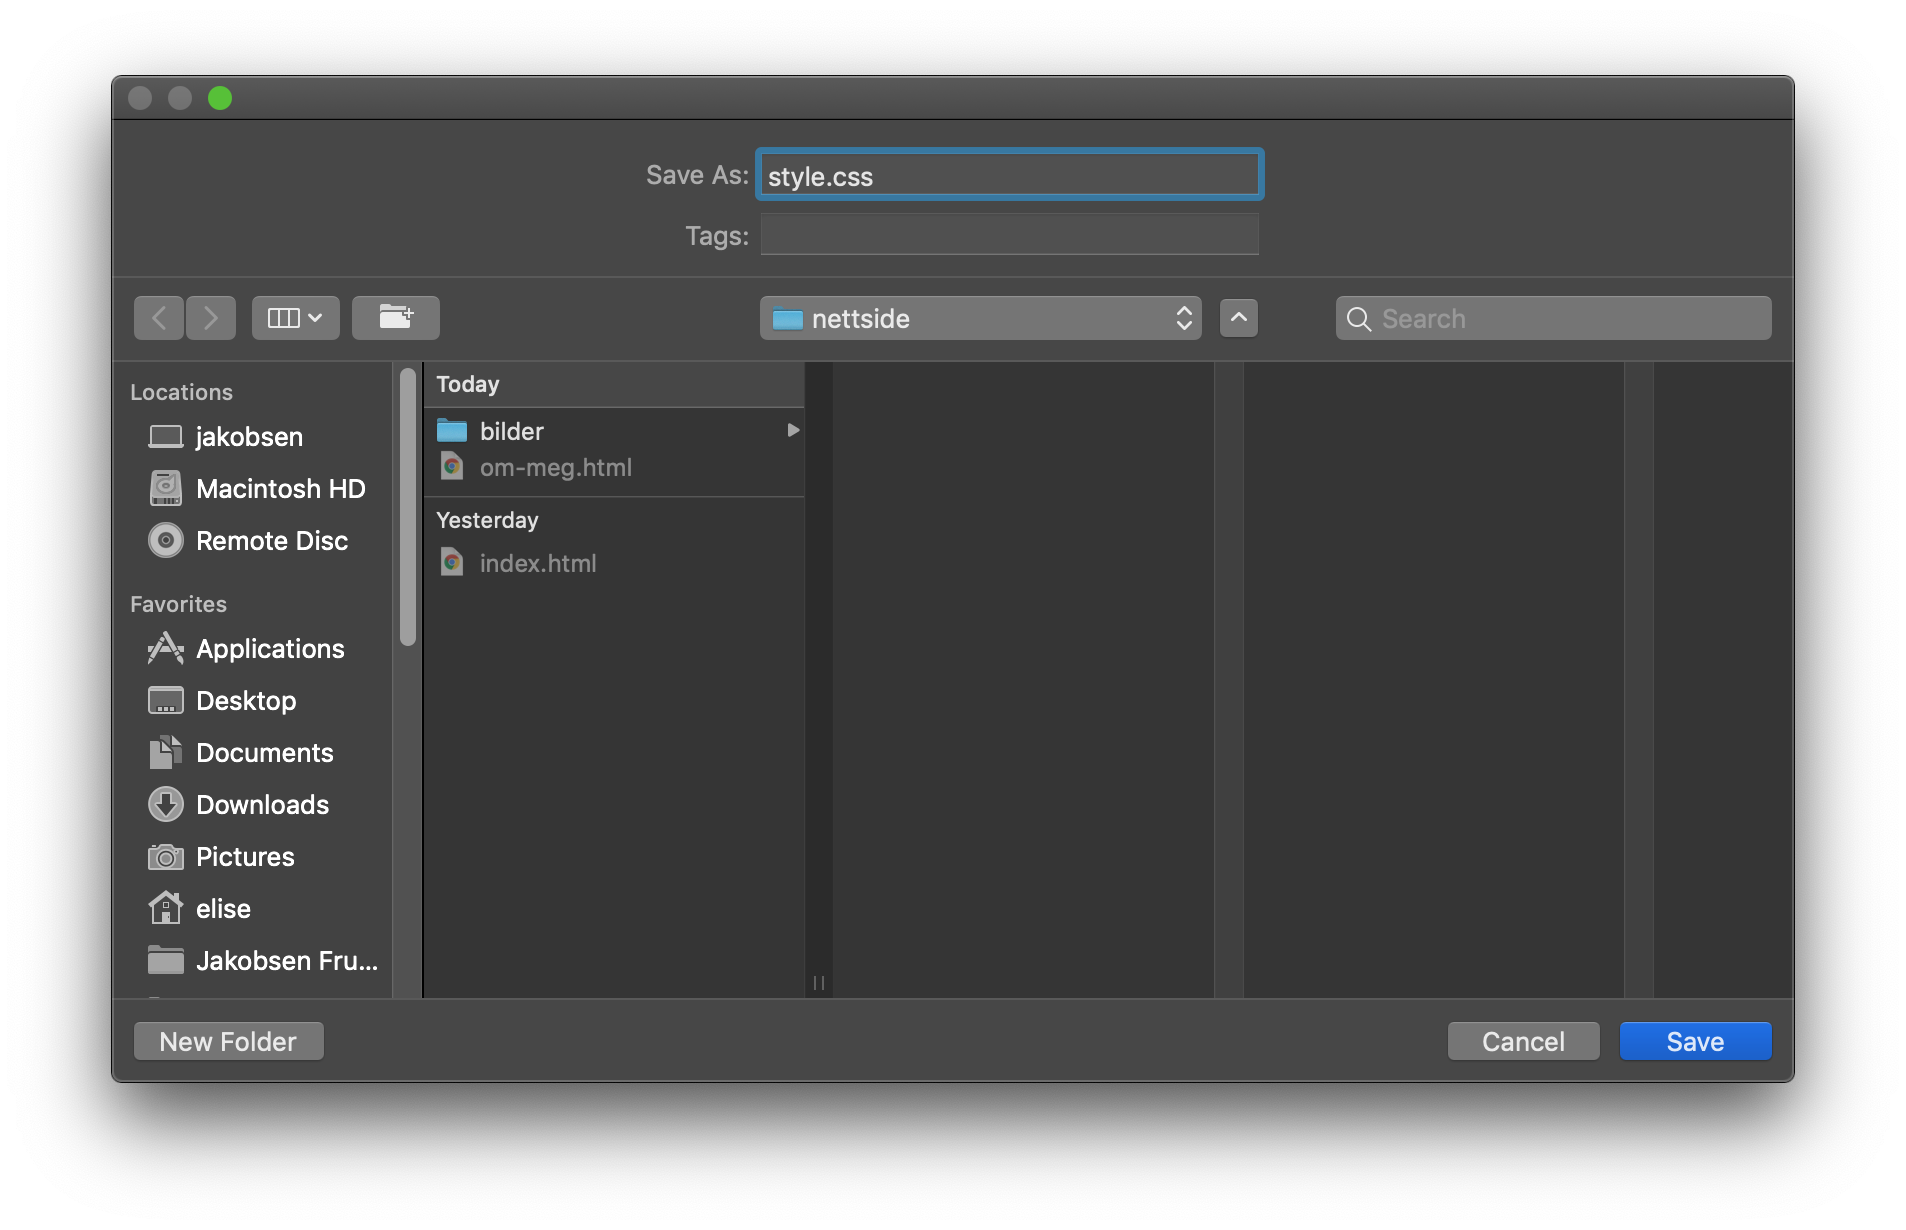 Save As: style.css
Tags:
nettside
Search
Locations
jakobsen
Macintosh HD
Remote Disc
Favorites
Applications
Desktop
Documents
Downloads
Pictures
elise
Jakobsen Fru...
Today
bilder
om-meg.html
Yesterday
index.html
New Folder
Cancel
Save